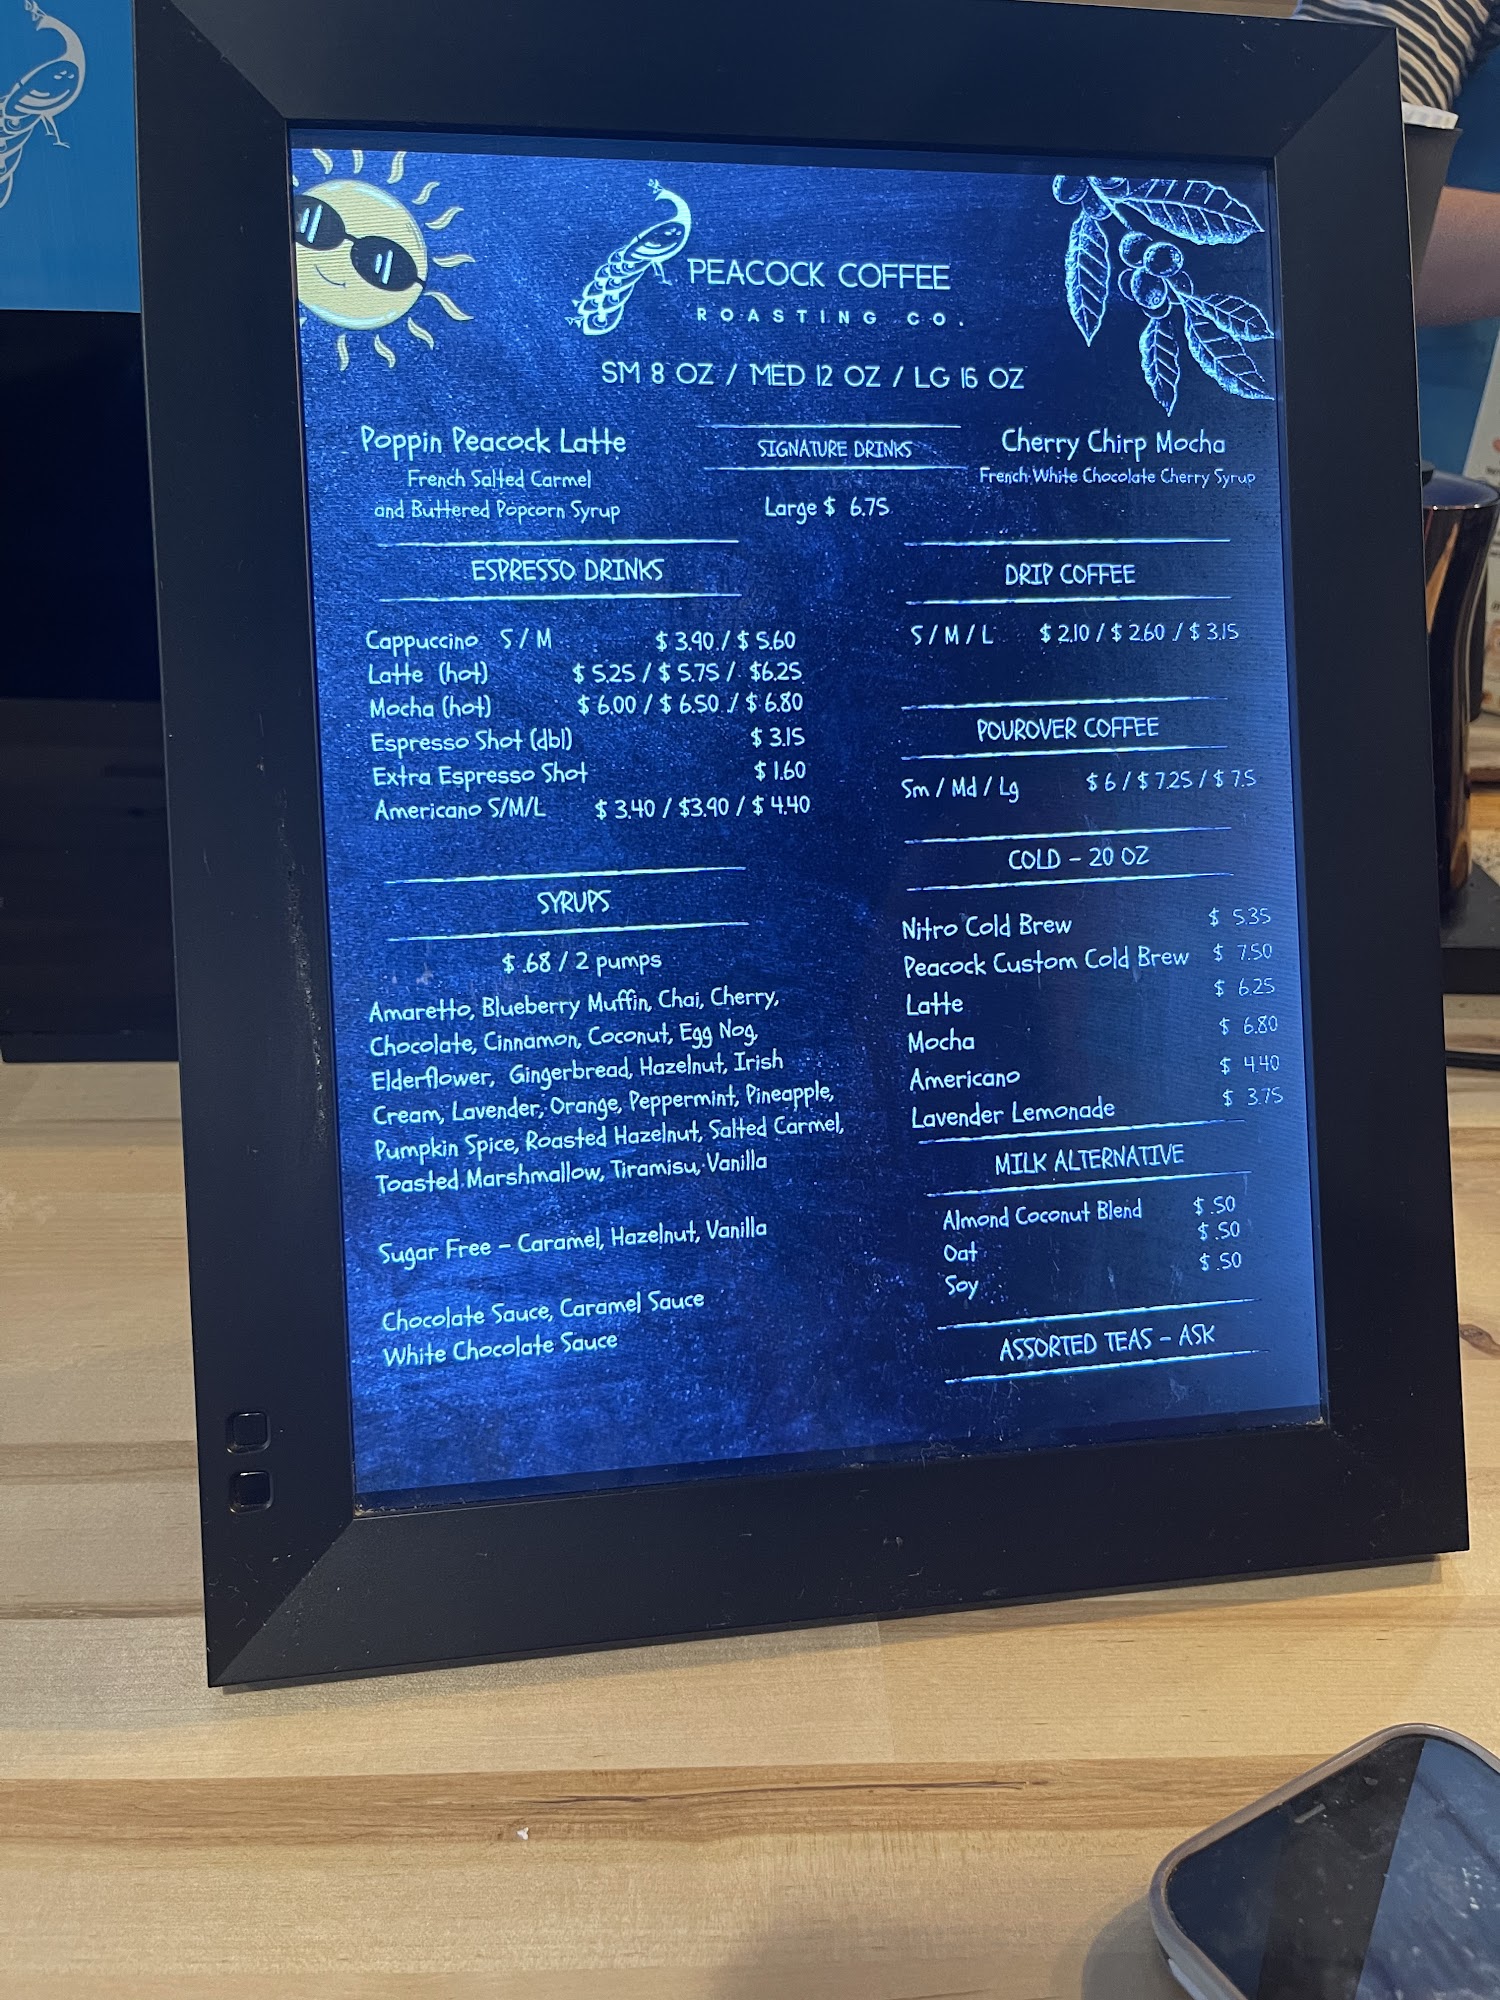 PEACOCK COFFEE
ROASTING CO.
SM 8 OZ / MED 12 OZ / LG 16 OZ
Poppin Peacock Latte
French Salted Carmel
and Buttered Popcorn Syrup
SIGNATURE DRINKS
Large $ 6.75
Cherry Chirp Mocha
French White Chocolate Cherry Syrup
ESPRESSO DRINKS
Cappuccino S / M $ 3.90 / $ 5.60
Latte (hot) $ 5.25 / $ 5.75 / $6.25
Mocha (hot) $ 6.00 / $ 6.50 / $ 6.80
Espresso Shot (dbl) $ 3.15
Extra Espresso Shot $ 1.60
Americano S/M/L $ 3.40 / $3.90 / $ 4.40
SYRUPS
$ .68 / 2 pumps
Amaretto, Blueberry Muffin, Chai, Cherry,
Chocolate, Cinnamon, Coconut, Egg Nog,
Elderflower, Gingerbread, Hazelnut, Irish
Cream, Lavender, Orange, Peppermint, Pineapple,
Pumpkin Spice, Roasted Hazelnut, Salted Carmel,
Toasted Marshmallow, Tiramisu, Vanilla
Sugar Free - Caramel, Hazelnut, Vanilla
Chocolate Sauce, Caramel Sauce
White Chocolate Sauce
DRIP COFFEE
S / M / L $ 2.10 / $ 2.60 / $ 3.15
POUROVER COFFEE
Sm / Md / Lg $ 6 / $ 7.25 / $ 7.5
COLD - 20 OZ
Nitro Cold Brew $ 5.35
Peacock Custom Cold Brew $ 7.50
Latte $ 6.25
Mocha $ 6.80
Americano $ 4.40
Lavender Lemonade $ 3.75
MILK ALTERNATIVE
Almond Coconut Blend $ .50
Oat $ .50
Soy $ .50
ASSORTED TEAS - ASK